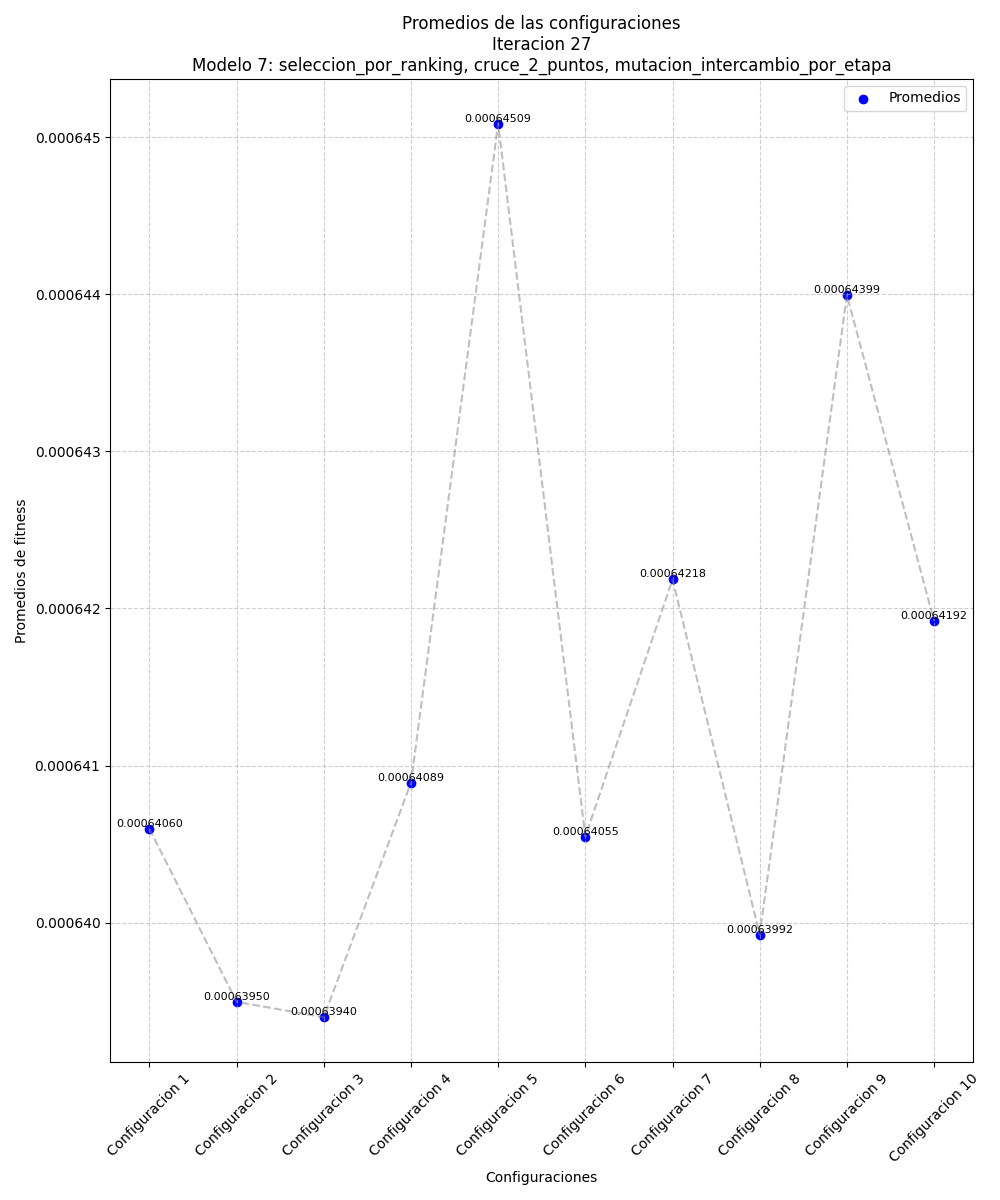 Promedios de las configuraciones
Iteracion 27
Modelo 7: seleccion_por_ranking, cruce_2_puntos, mutacion_intercambio_por_etapa
Promedios
0.000645
0.000644
0.000643
0.000642
0.000641
0.000640
Promedios de fitness
0.00064060
0.00063950
0.00063940
0.00064089
0.00064509
0.00064055
0.00064218
0.00063992
0.00064399
0.00064192
Configuracion 1
Configuracion 2
Configuracion 3
Configuracion 4
Configuracion 5
Configuracion 6
Configuracion 7
Configuracion 8
Configuracion 9
Configuracion 10
Configuraciones